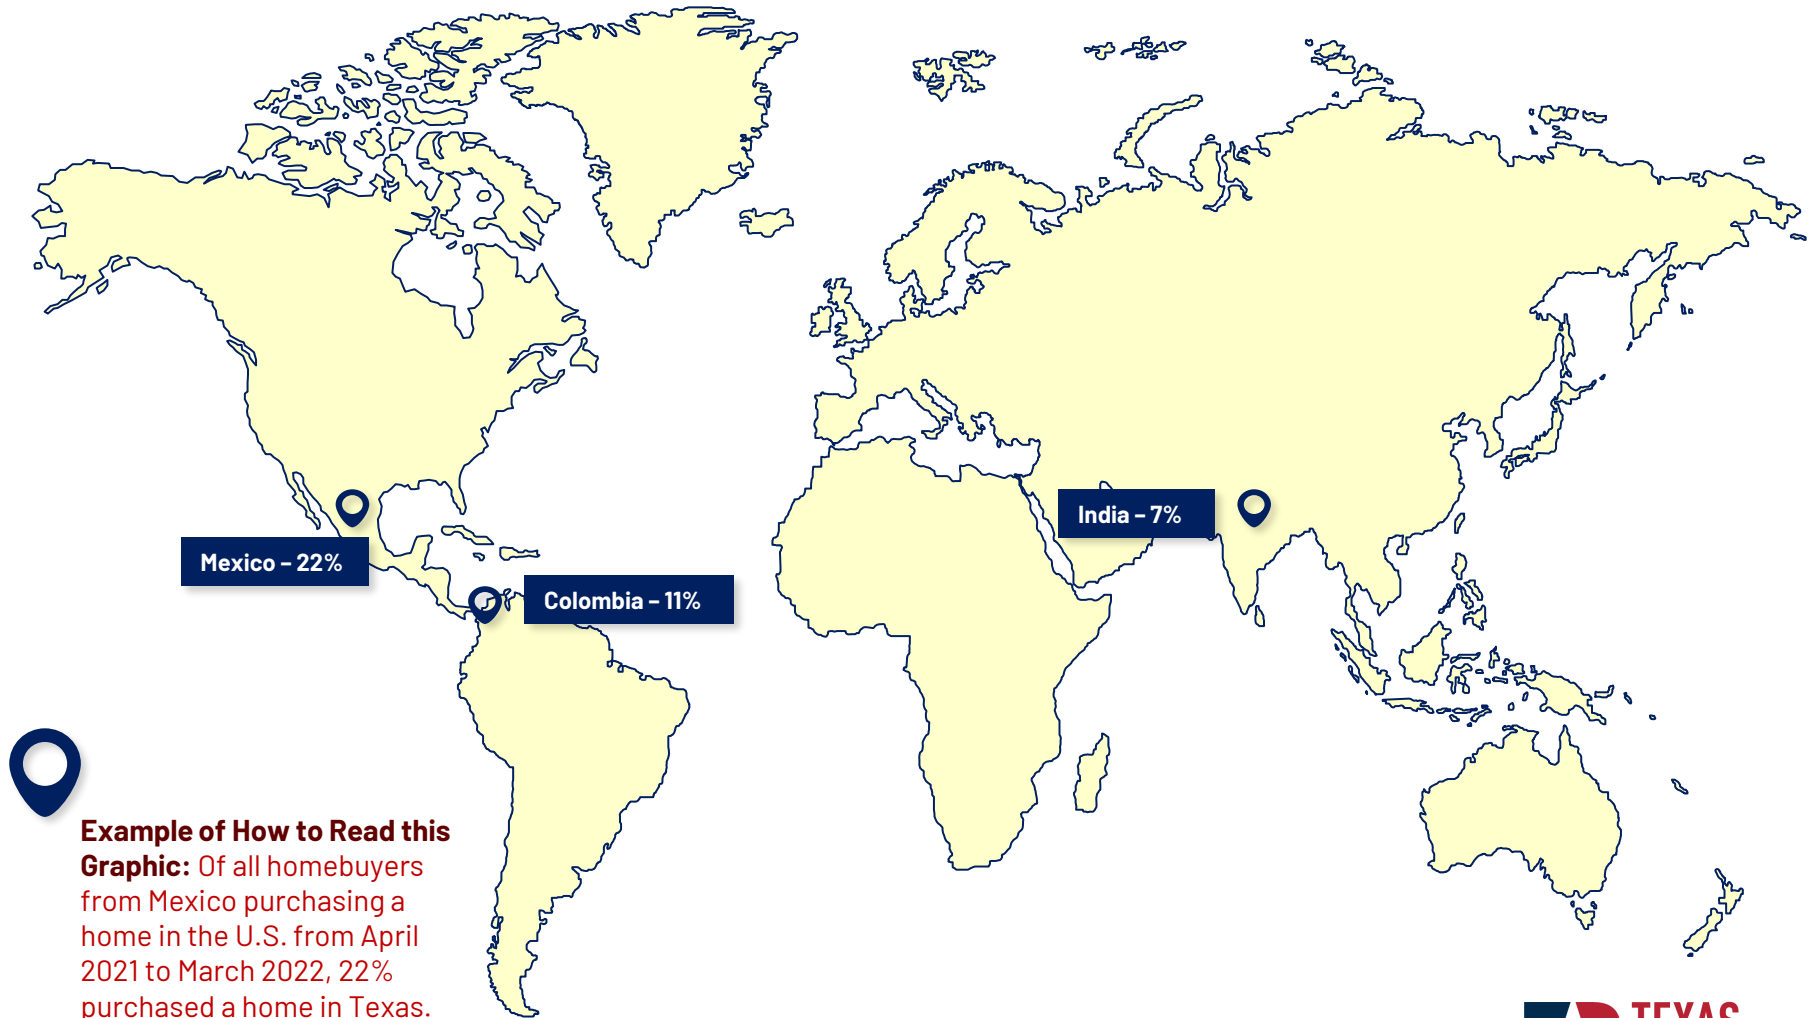 India – 7%
Mexico – 22%
Colombia – 11%
Example of How to Read this
Graphic: Of all homebuyers
from Mexico purchasing a
home in the U.S. from April
2021 to March 2022, 22%
purchased a home in Texas.
TEXAS